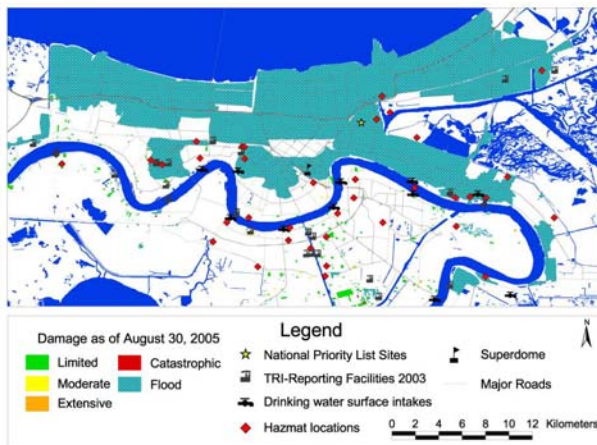 Damage as of August 30, 2005
Limited
Moderate
Extensive
Catastrophic
Flood
Legend
National Priority List Sites
TRI-Reporting Facilities 2003
Drinking water surface intakes
Hazmat locations
Superdome
Major Roads
N
0 2 4 6 8 10 12 Kilometers